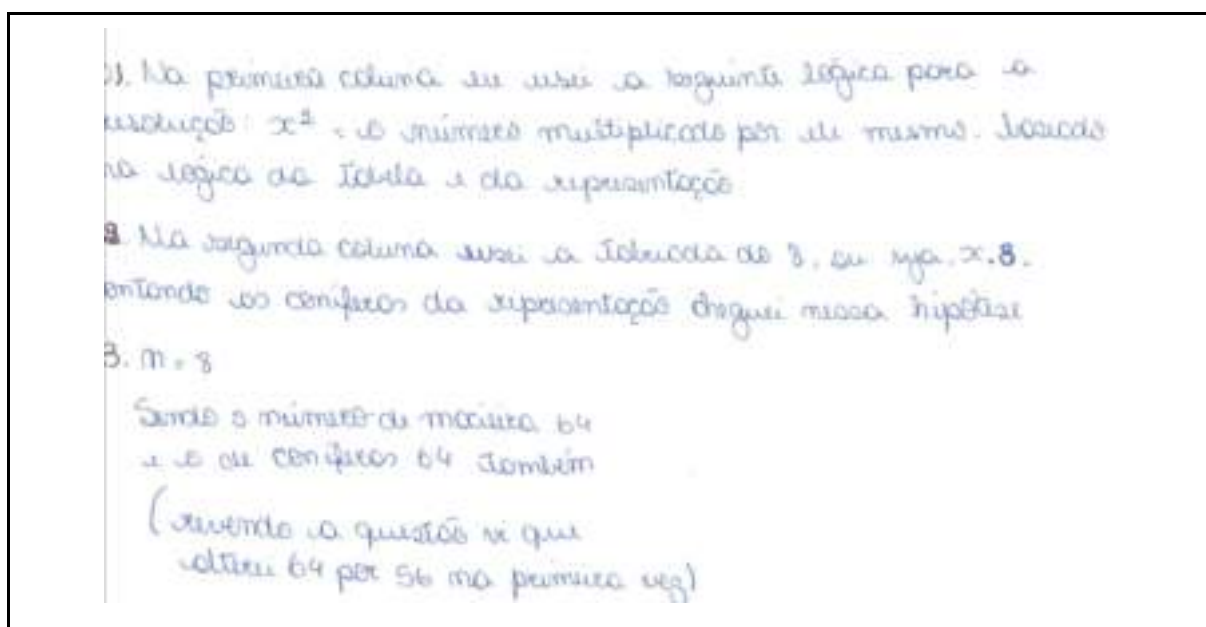 01. Na primeira coluna eu usei a seguinte lógica para a
resolução: x² = o número multiplicado por ele mesmo. baseado
na lógica da tabela e da representação
2. Na segunda coluna usei a tabuada do 8, ou seja, x.8.
contando os coníferos da representação cheguei nessa hipótese
3. n = 8
Sendo o número de macieira 64
e o de coníferos 64 também
(revendo a questão vi que
alterei 64 por 56 na primeira vez)